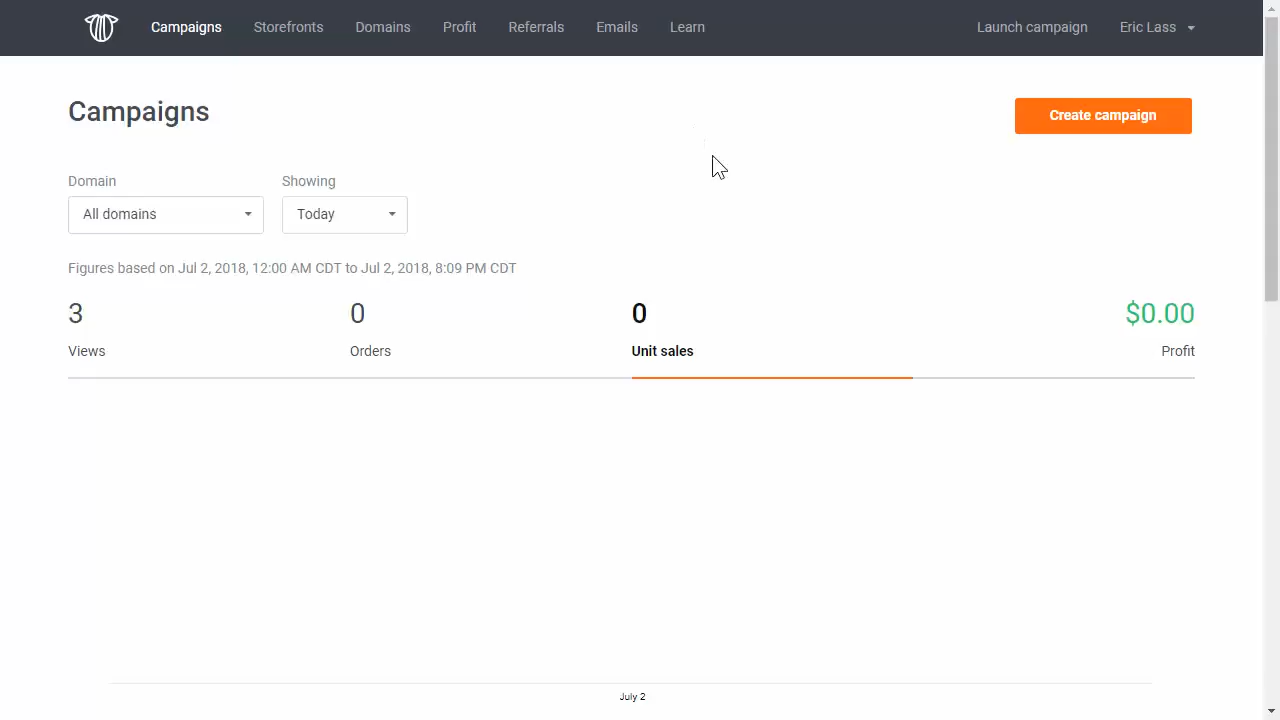 Campaigns Storefronts Domains Profit Referrals Emails Learn Launch campaign Eric Lass
Campaigns
Create campaign
Domain Showing
All domains Today
Figures based on Jul 2, 2018, 12:00 AM CDT to Jul 2, 2018, 8:09 PM CDT
3 0 0 $0.00
Views Orders Unit sales Profit
July 2